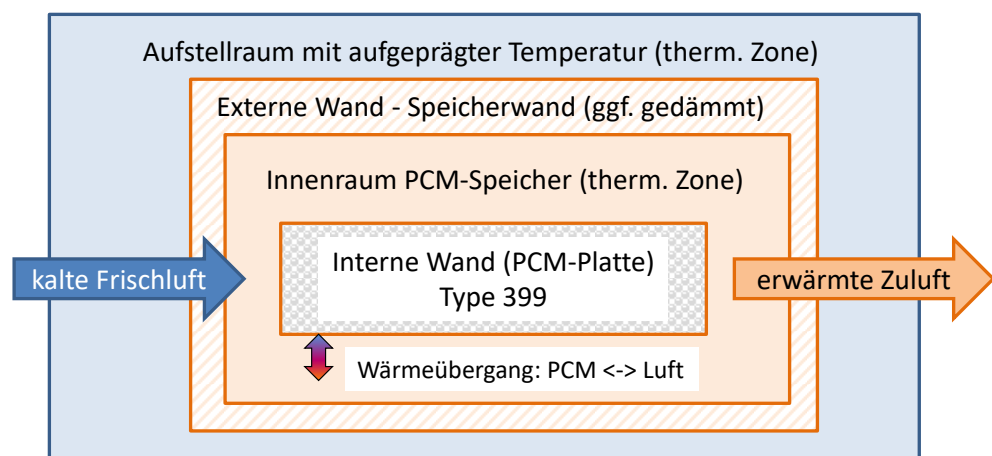 Aufstellraum mit aufgeprägter Temperatur (therm. Zone)
Externe Wand - Speicherwand (ggf. gedämmt)
Innenraum PCM-Speicher (therm. Zone)
kalte Frischluft
Interne Wand (PCM-Platte)
Type 399
erwärmte Zuluft
Wärmeübergang: PCM <-> Luft